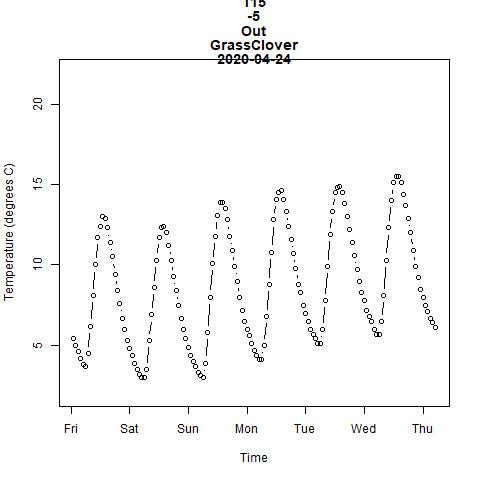 T15
-5
Out
GrassClover
2020-04-24
Temperature (degrees C)
20
15
10
5
Fri Sat Sun Mon Tue Wed Thu
Time